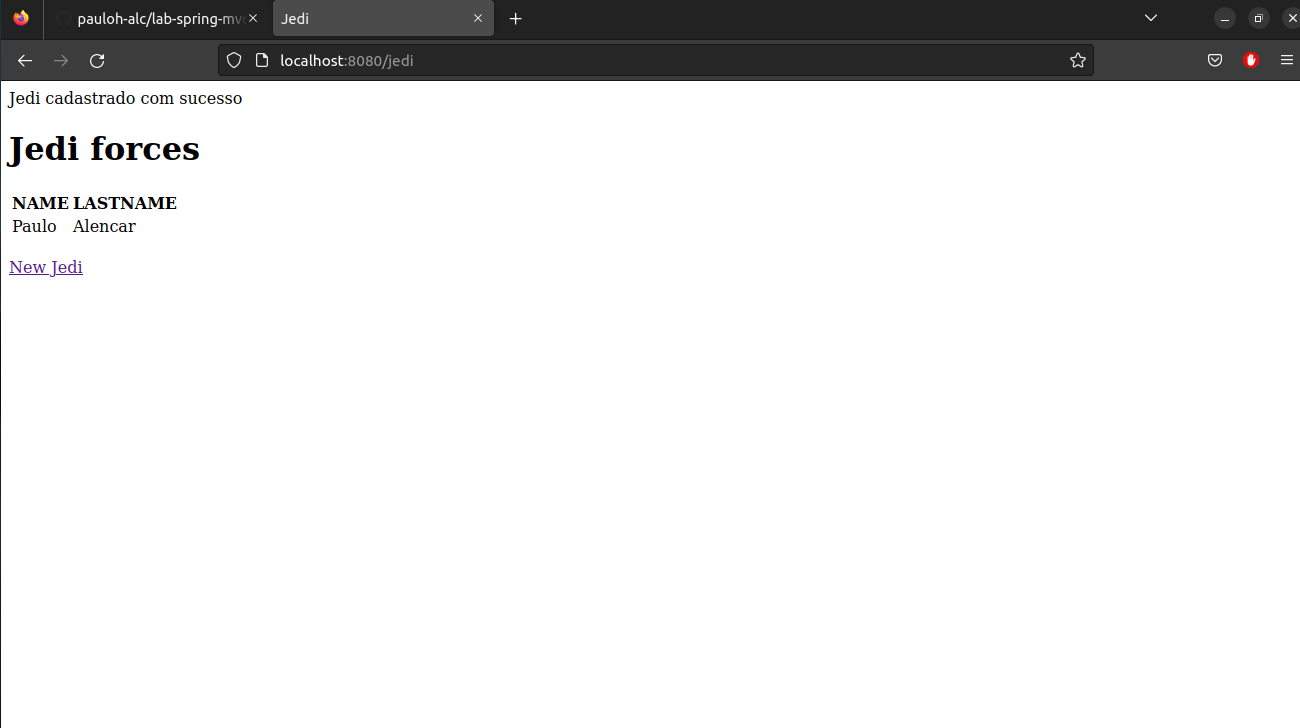 pauloh-alc/lab-spring-mv
Jedi
localhost:8080/jedi
Jedi cadastrado com sucesso
Jedi forces
NAME LASTNAME
Paulo Alencar
New Jedi